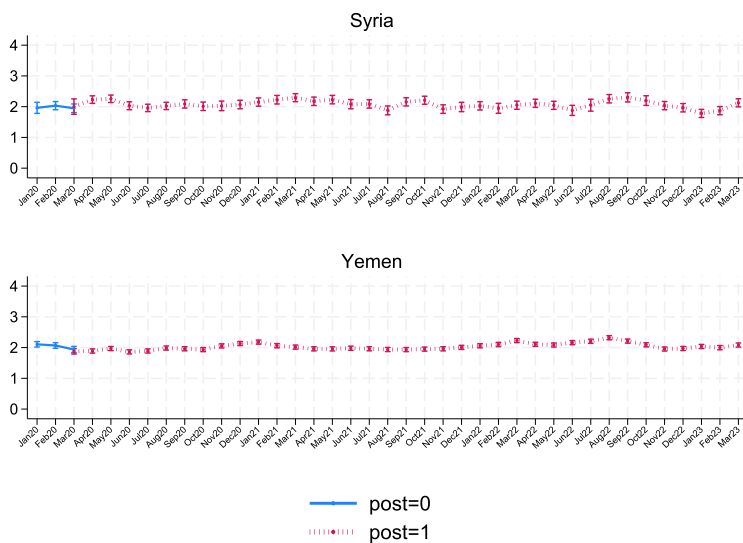 Syria
4
3
2
1
0
Jan20 Feb20 Mar20 Apr20 May20 Jun20 Jul20 Aug20 Sep20 Oct20 Nov20 Dec20 Jan21 Feb21 Mar21 Apr21 May21 Jun21 Jul21 Aug21 Sep21 Oct21 Nov21 Dec21 Jan22 Feb22 Mar22 Apr22 May22 Jun22 Jul22 Aug22 Sep22 Oct22 Nov22 Dec22 Jan23 Feb23 Mar23
Yemen
4
3
2
1
0
Jan20 Feb20 Mar20 Apr20 May20 Jun20 Jul20 Aug20 Sep20 Oct20 Nov20 Dec20 Jan21 Feb21 Mar21 Apr21 May21 Jun21 Jul21 Aug21 Sep21 Oct21 Nov21 Dec21 Jan22 Feb22 Mar22 Apr22 May22 Jun22 Jul22 Aug22 Sep22 Oct22 Nov22 Dec22 Jan23 Feb23 Mar23
post=0
post=1